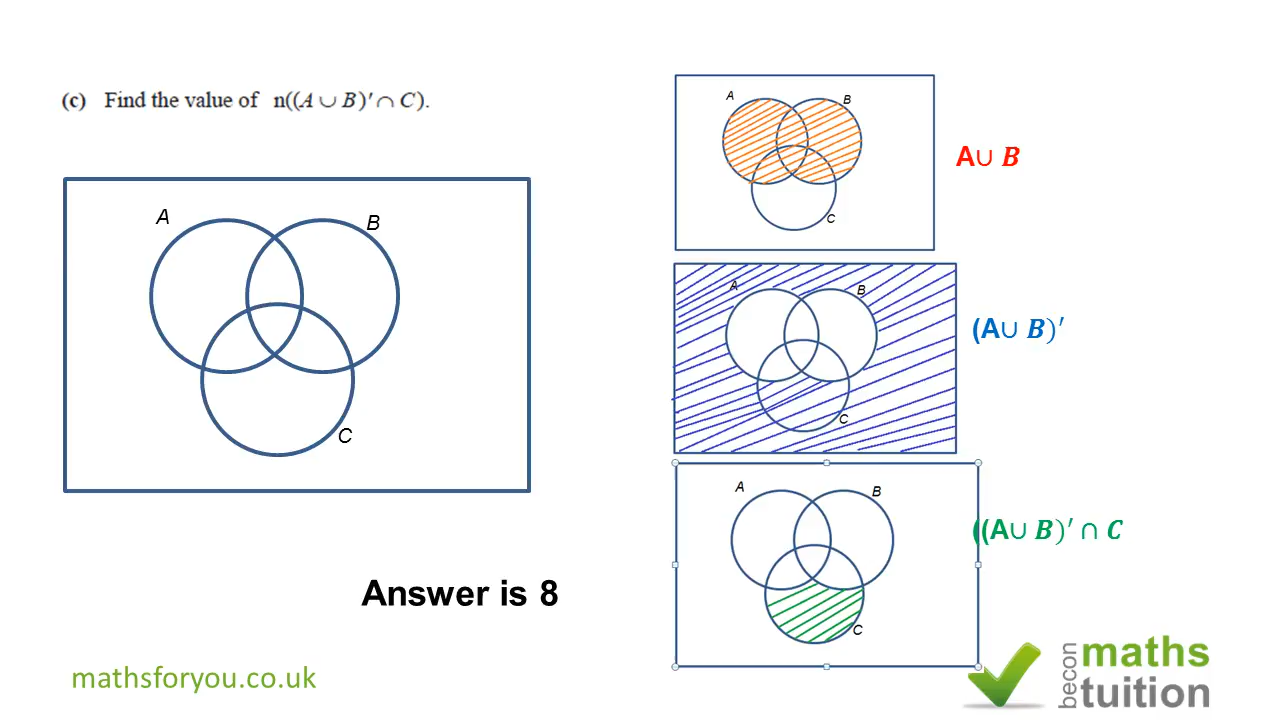 (c) Find the value of n((A ∪ B)′ ∩ C).
A
B
C
Answer is 8
mathsforyou.co.uk
A
B
C
A∪ B
A
B
C
(A∪ B)′
A
B
C
((A∪ B)′ ∩ C
becon
maths
tuition